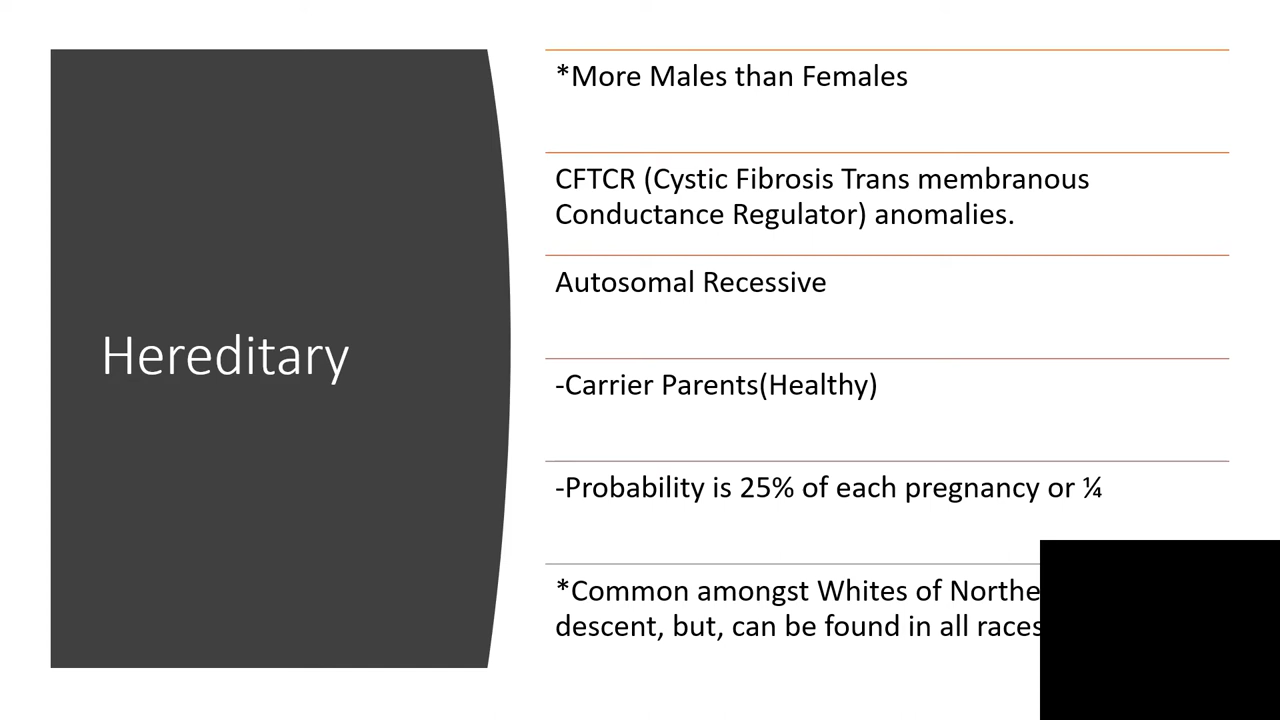 Hereditary
*More Males than Females
CFTCR (Cystic Fibrosis Trans membranous
Conductance Regulator) anomalies.
Autosomal Recessive
-Carrier Parents(Healthy)
-Probability is 25% of each pregnancy or ¼
*Common amongst Whites of
descent, but, can be found in all races